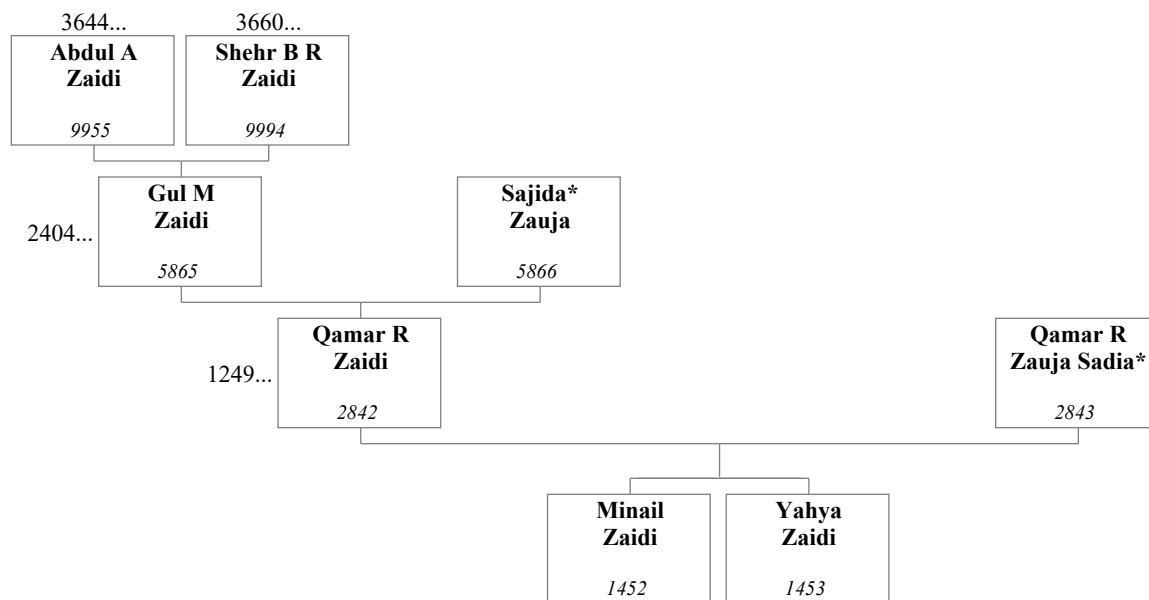 3644...
3660...
Abdul A
Zaidi
9955
Shehr B R
Zaidi
9994
2404...
Gul M
Zaidi
5865
Sajida*
Zauja
5866
1249...
Qamar R
Zaidi
2842
Qamar R
Zauja Sadia*
2843
Minail
Zaidi
1452
Yahya
Zaidi
1453